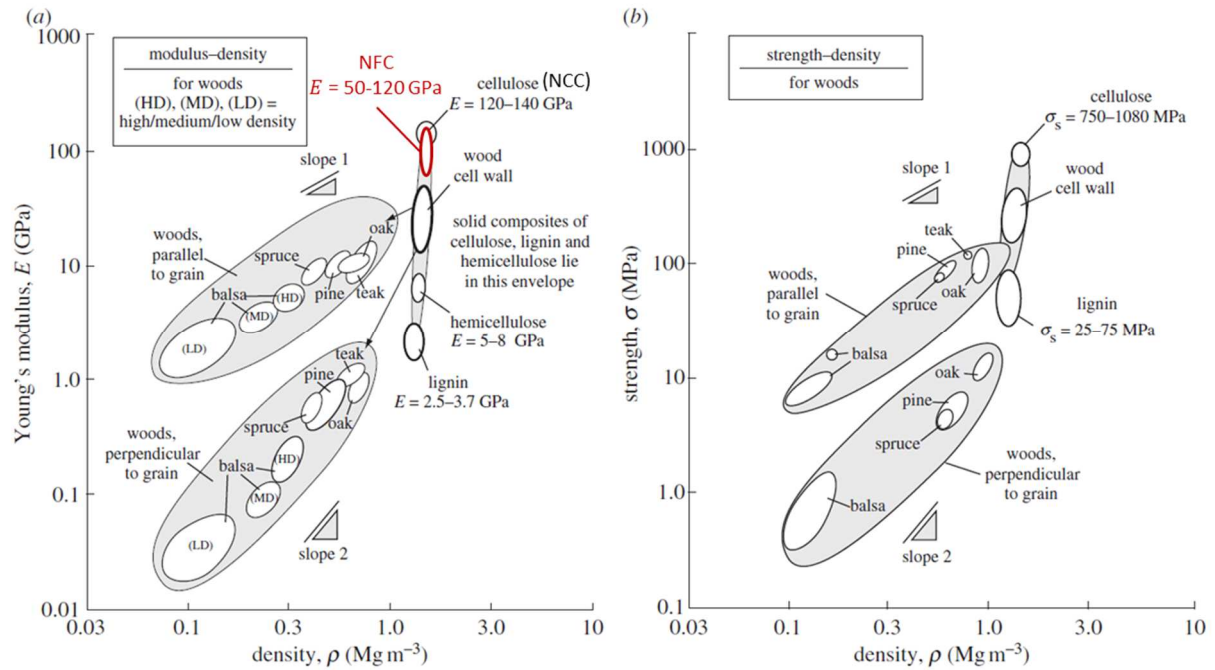 (a)
1000
100
10
1.0
0.1
0.01
Young's modulus, E (GPa)
modulus–density
for woods
(HD), (MD), (LD) =
high/medium/low density
NFC
E = 50-120 GPa
cellulose (NCC)
E = 120–140 GPa
slope 1
wood
cell wall
woods,
parallel
to grain
spruce
oak
solid composites of
cellulose, lignin and
hemicellulose lie
in this envelope
balsa
(HD)
pine
(MD)
teak
(LD)
hemicellulose
E = 5–8 GPa
teak
pine
lignin
E = 2.5–3.7 GPa
spruce
oak
woods,
perpendicular
to grain
balsa
(HD)
(MD)
(LD)
slope 2
0.03
0.1
0.3
1.0
3.0
10
density, ρ (Mg m⁻³)
(b)
1000
100
10
1.0
0.1
strength, σ (MPa)
strength–density
for woods
cellulose
σs = 750–1080 MPa
slope 1
wood
cell wall
teak
pine
woods,
parallel
to grain
spruce
oak
lignin
σs = 25–75 MPa
balsa
oak
pine
spruce
woods,
perpendicular
to grain
balsa
slope 2
0.03
0.1
0.3
1.0
3.0
10
density, ρ (Mg m⁻³)